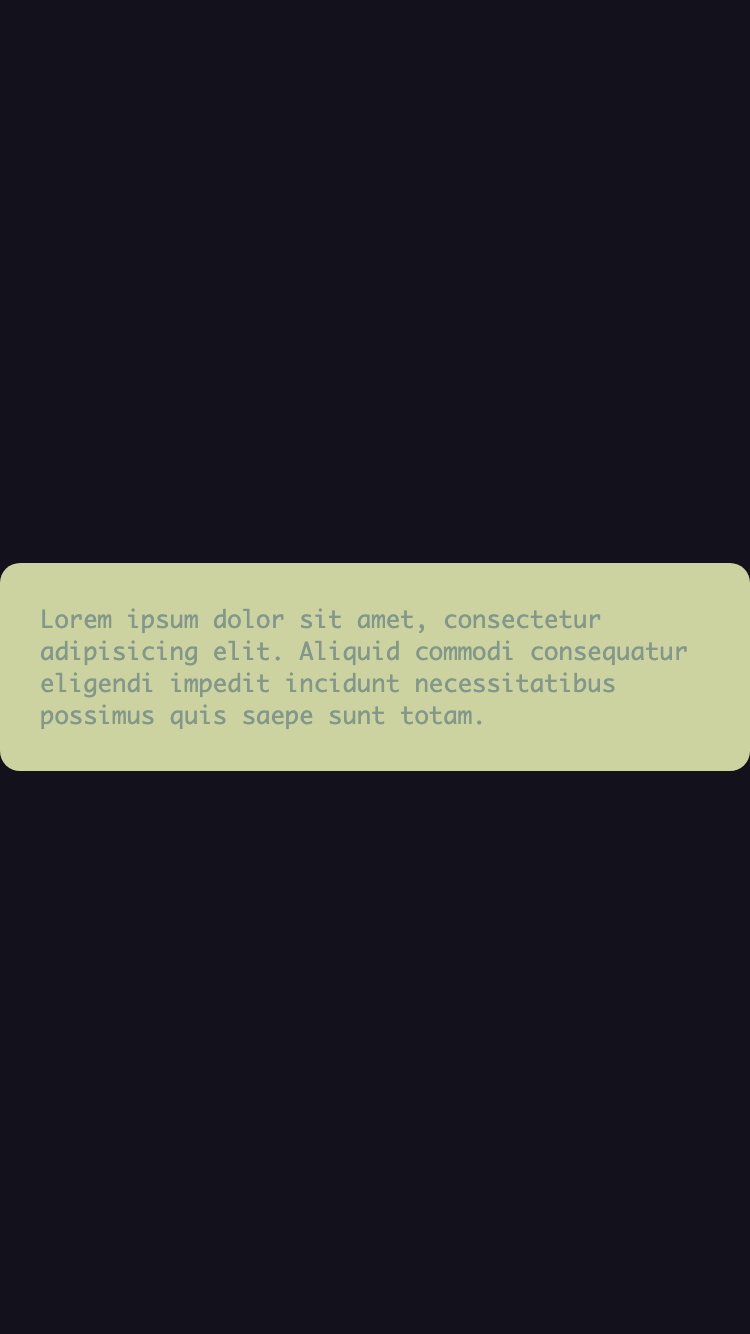 Lorem ipsum dolor sit amet, consectetur
adipisicing elit. Aliquid commodi consequatur
eligendi impedit incidunt necessitatibus
possimus quis saepe sunt totam.